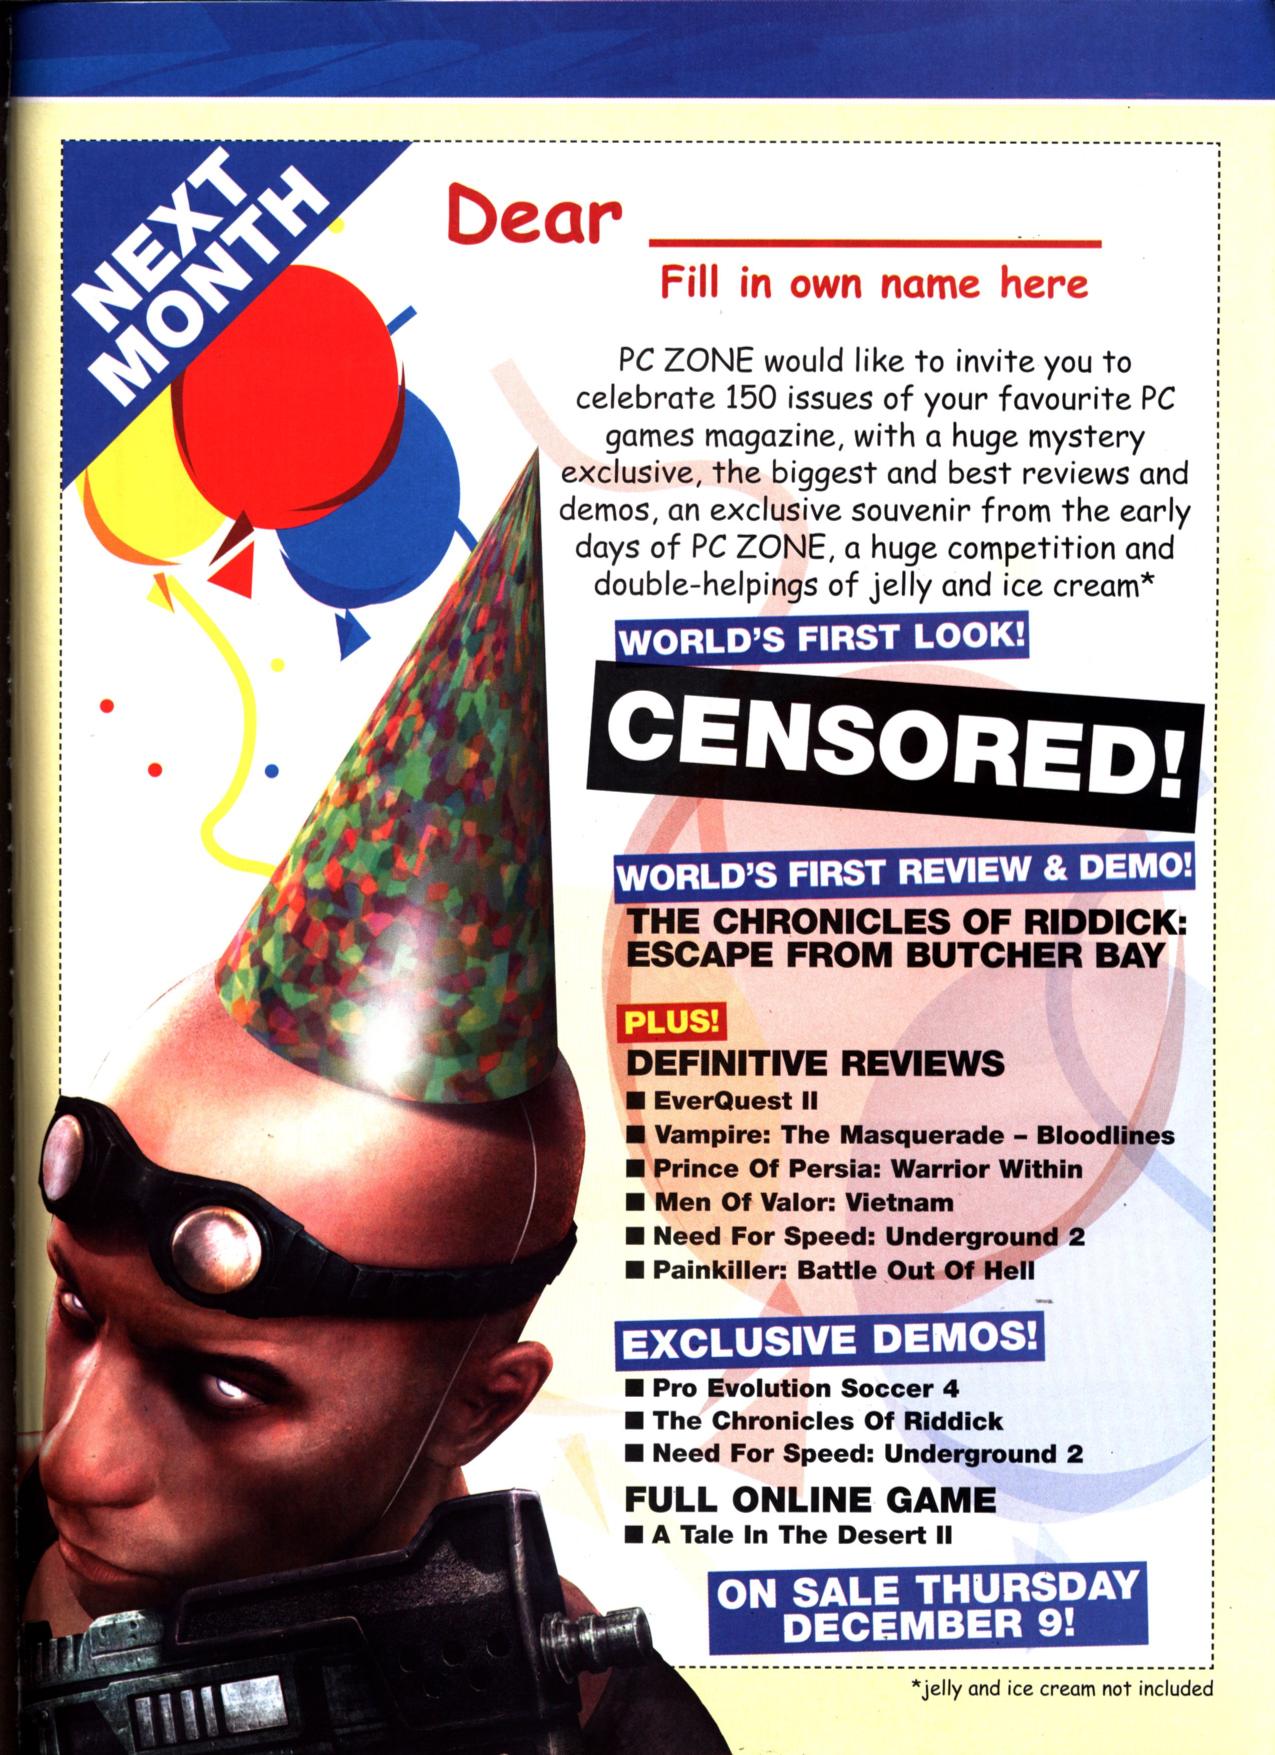 NEXT
MONTH
Dear
Fill in own name here
PC ZONE would like to invite you to
celebrate 150 issues of your favourite PC
games magazine, with a huge mystery
exclusive, the biggest and best reviews and
demos, an exclusive souvenir from the early
days of PC ZONE, a huge competition and
double-helpings of jelly and ice cream*
WORLD'S FIRST LOOK!
CENSORED!
WORLD'S FIRST REVIEW & DEMO!
THE CHRONICLES OF RIDDICK:
ESCAPE FROM BUTCHER BAY
PLUS!
DEFINITIVE REVIEWS
■ EverQuest II
■ Vampire: The Masquerade – Bloodlines
■ Prince Of Persia: Warrior Within
■ Men Of Valor: Vietnam
■ Need For Speed: Underground 2
■ Painkiller: Battle Out Of Hell
EXCLUSIVE DEMOS!
■ Pro Evolution Soccer 4
■ The Chronicles Of Riddick
■ Need For Speed: Underground 2
FULL ONLINE GAME
■ A Tale In The Desert II
ON SALE THURSDAY
DECEMBER 9!
*jelly and ice cream not included